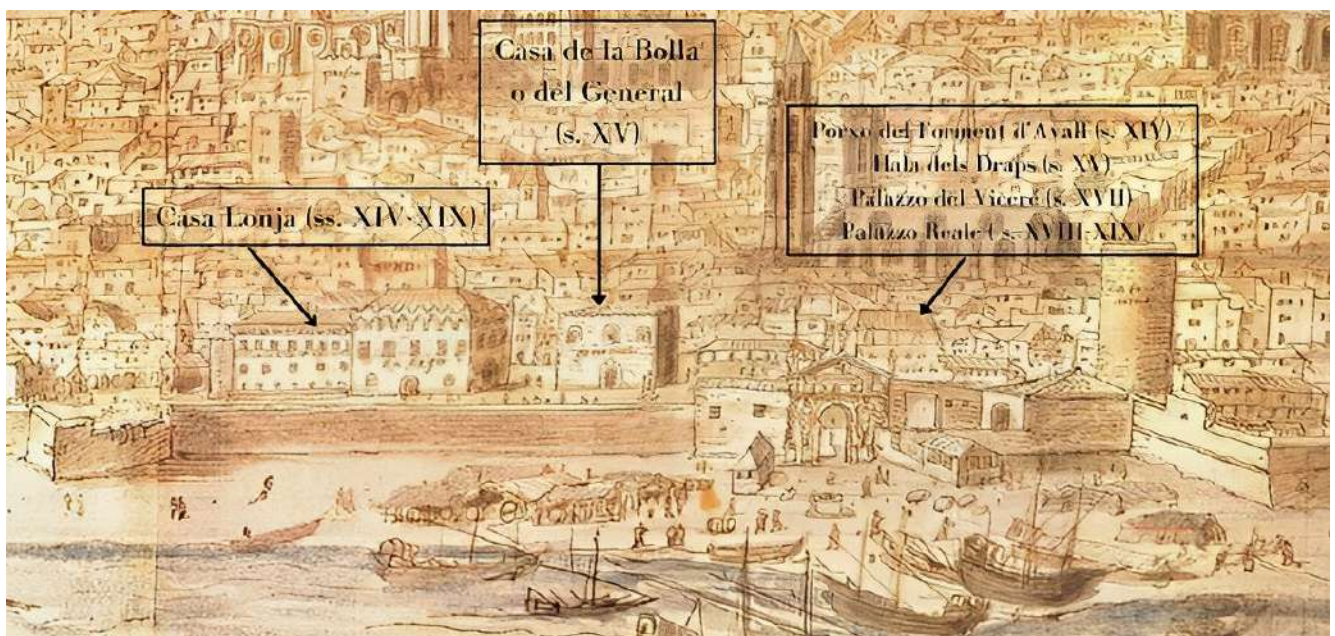 Casa de la Bolla
o del General
(s. XV)
Porxo del Forment d'Avall (s. XIV)
Hala dels Draps (s. XV)
Palazzo del Viceré (s. XVII)
Palazzo Reale ( s. XVIII-XIX)
Casa Lonja (ss. XIV-XIX)